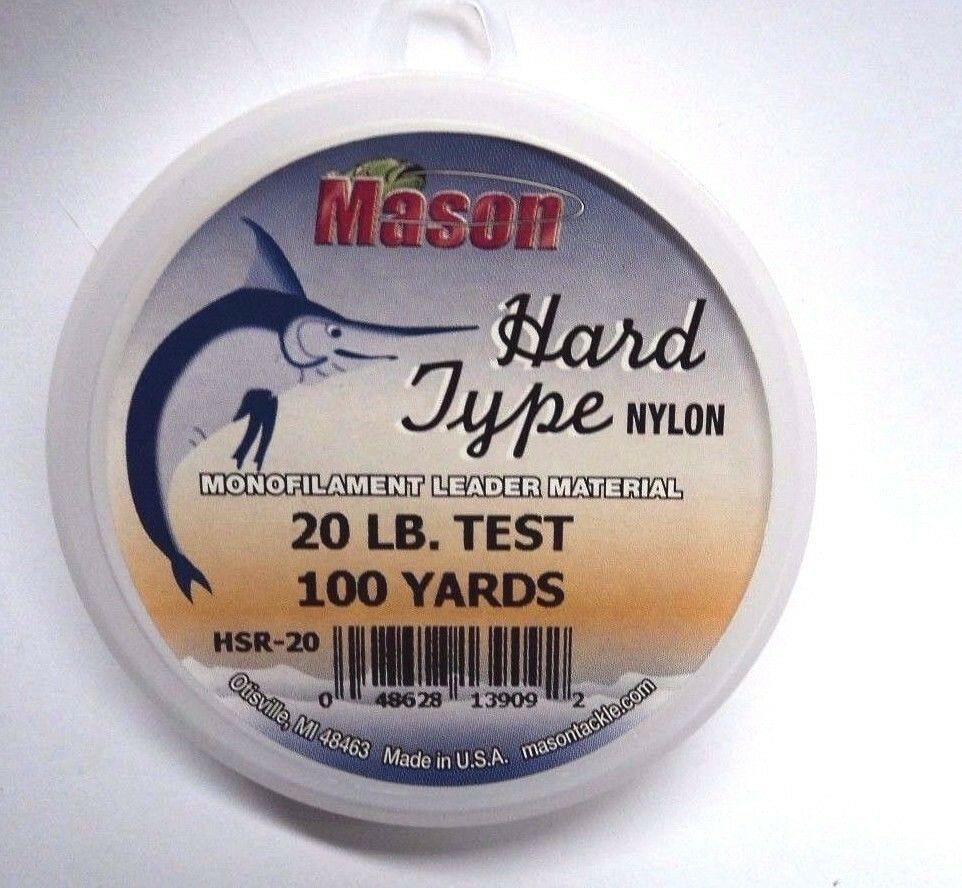 Mason
Hard
Type NYLON
MONOFILAMENT LEADER MATERIAL
20 LB. TEST
100 YARDS
HSR-20
0 48628 13909 2
Otisville, MI 48463 Made in U.S.A. masontackle.com